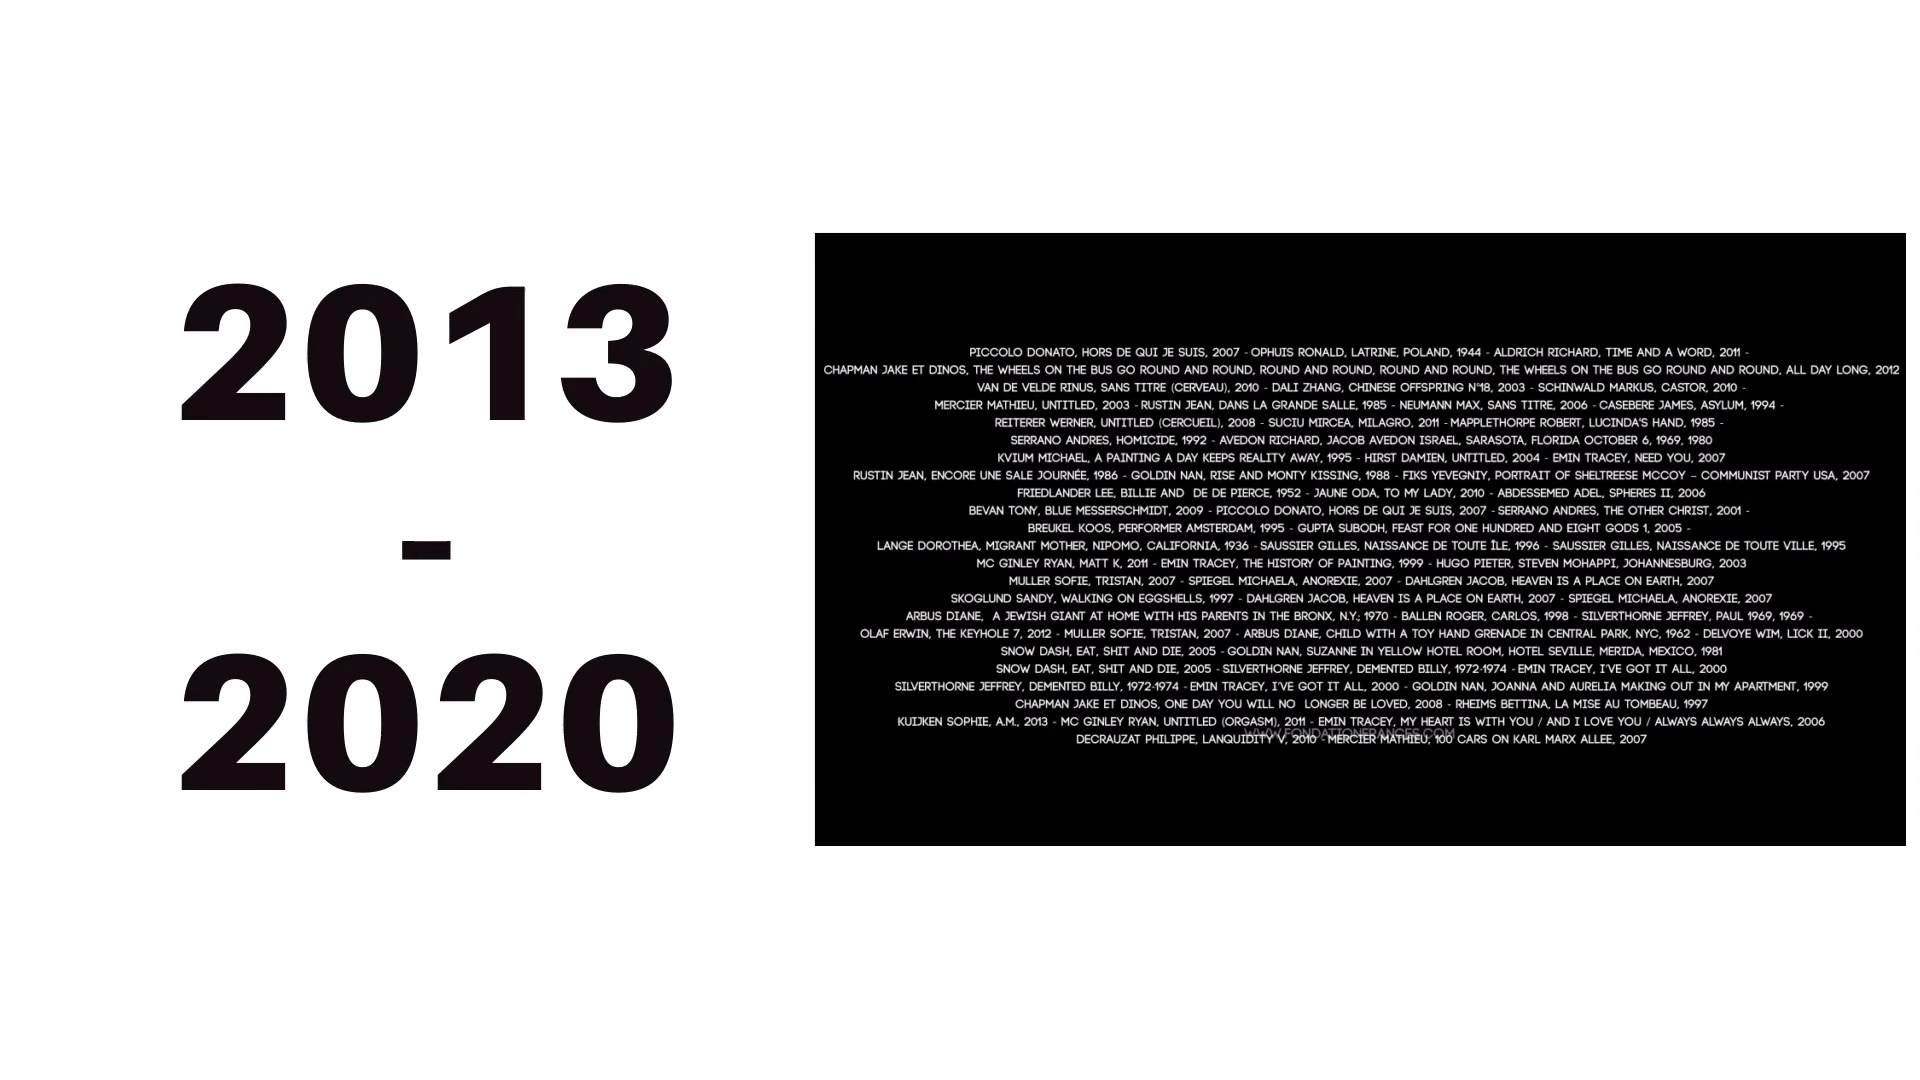 2013
-
2020
PICCOLO DONATO, HORS DE QUI JE SUIS, 2007 - OPHUIS RONALD, LATRINE, POLAND, 1944 - ALDRICH RICHARD, TIME AND A WORD, 2011 -
CHAPMAN JAKE ET DINOS, THE WHEELS ON THE BUS GO ROUND AND ROUND, ROUND AND ROUND, ROUND AND ROUND, THE WHEELS ON THE BUS GO ROUND AND ROUND, ALL DAY LONG, 2012
VAN DE VELDE RINUS, SANS TITRE (CERVEAU), 2010 - DALI ZHANG, CHINESE OFFSPRING N°18, 2003 - SCHINWALD MARKUS, CASTOR, 2010 -
MERCIER MATHIEU, UNTITLED, 2003 - RUSTIN JEAN, DANS LA GRANDE SALLE, 1985 - NEUMANN MAX, SANS TITRE, 2006 - CASEBERE JAMES, ASYLUM, 1994 -
REITERER WERNER, UNTITLED (CERCUEIL), 2008 - SUCIU MIRCEA, MILAGRO, 2011 - MAPPLETHORPE ROBERT, LUCINDA'S HAND, 1985 -
SERRANO ANDRES, HOMICIDE, 1992 - AVEDON RICHARD, JACOB AVEDON ISRAEL, SARASOTA, FLORIDA OCTOBER 6, 1969, 1980
KVIUM MICHAEL, A PAINTING A DAY KEEPS REALITY AWAY, 1995 - HIRST DAMIEN, UNTITLED, 2004 - EMIN TRACEY, NEED YOU, 2007
RUSTIN JEAN, ENCORE UNE SALE JOURNÉE, 1986 - GOLDIN NAN, RISE AND MONTY KISSING, 1988 - FIKS YEVEGNIY, PORTRAIT OF SHELTREESE MCCOY – COMMUNIST PARTY USA, 2007
FRIEDLANDER LEE, BILLIE AND  DE DE PIERCE, 1952 - JAUNE ODA, TO MY LADY, 2010 - ABDESSEMED ADEL, SPHERES II, 2006
BEVAN TONY, BLUE MESSERSCHMIDT, 2009 - PICCOLO DONATO, HORS DE QUI JE SUIS, 2007 - SERRANO ANDRES, THE OTHER CHRIST, 2001 -
BREUKEL KOOS, PERFORMER AMSTERDAM, 1995 - GUPTA SUBODH, FEAST FOR ONE HUNDRED AND EIGHT GODS 1, 2005 -
LANGE DOROTHEA, MIGRANT MOTHER, NIPOMO, CALIFORNIA, 1936 - SAUSSIER GILLES, NAISSANCE DE TOUTE ÎLE, 1996 - SAUSSIER GILLES, NAISSANCE DE TOUTE VILLE, 1995
MC GINLEY RYAN, MATT K, 2011 - EMIN TRACEY, THE HISTORY OF PAINTING, 1999 - HUGO PIETER, STEVEN MOHAPPI, JOHANNESBURG, 2003
MULLER SOFIE, TRISTAN, 2007 - SPIEGEL MICHAELA, ANOREXIE, 2007 - DAHLGREN JACOB, HEAVEN IS A PLACE ON EARTH, 2007
SKOGLUND SANDY, WALKING ON EGGSHELLS, 1997 - DAHLGREN JACOB, HEAVEN IS A PLACE ON EARTH, 2007 - SPIEGEL MICHAELA, ANOREXIE, 2007
ARBUS DIANE,  A JEWISH GIANT AT HOME WITH HIS PARENTS IN THE BRONX, N.Y.; 1970 - BALLEN ROGER, CARLOS, 1998 - SILVERTHORNE JEFFREY, PAUL 1969, 1969 -
OLAF ERWIN, THE KEYHOLE 7, 2012 - MULLER SOFIE, TRISTAN, 2007 - ARBUS DIANE, CHILD WITH A TOY HAND GRENADE IN CENTRAL PARK, NYC, 1962 - DELVOYE WIM, LICK II, 2000
SNOW DASH, EAT, SHIT AND DIE, 2005 - GOLDIN NAN, SUZANNE IN YELLOW HOTEL ROOM, HOTEL SEVILLE, MERIDA, MEXICO, 1981
SNOW DASH, EAT, SHIT AND DIE, 2005 - SILVERTHORNE JEFFREY, DEMENTED BILLY, 1972-1974 - EMIN TRACEY, I'VE GOT IT ALL, 2000
SILVERTHORNE JEFFREY, DEMENTED BILLY, 1972-1974 - EMIN TRACEY, I'VE GOT IT ALL, 2000 - GOLDIN NAN, JOANNA AND AURELIA MAKING OUT IN MY APARTMENT, 1999
CHAPMAN JAKE ET DINOS, ONE DAY YOU WILL NO  LONGER BE LOVED, 2008 - RHEIMS BETTINA, LA MISE AU TOMBEAU, 1997
KUIJKEN SOPHIE, A.M., 2013 - MC GINLEY RYAN, UNTITLED (ORGASM), 2011 - EMIN TRACEY, MY HEART IS WITH YOU / AND I LOVE YOU / ALWAYS ALWAYS ALWAYS, 2006
WWW.FONDATIONFRANCES.COM
DECRAUZAT PHILIPPE, LANQUIDITY V, 2010 - MERCIER MATHIEU, 100 CARS ON KARL MARX ALLEE, 2007